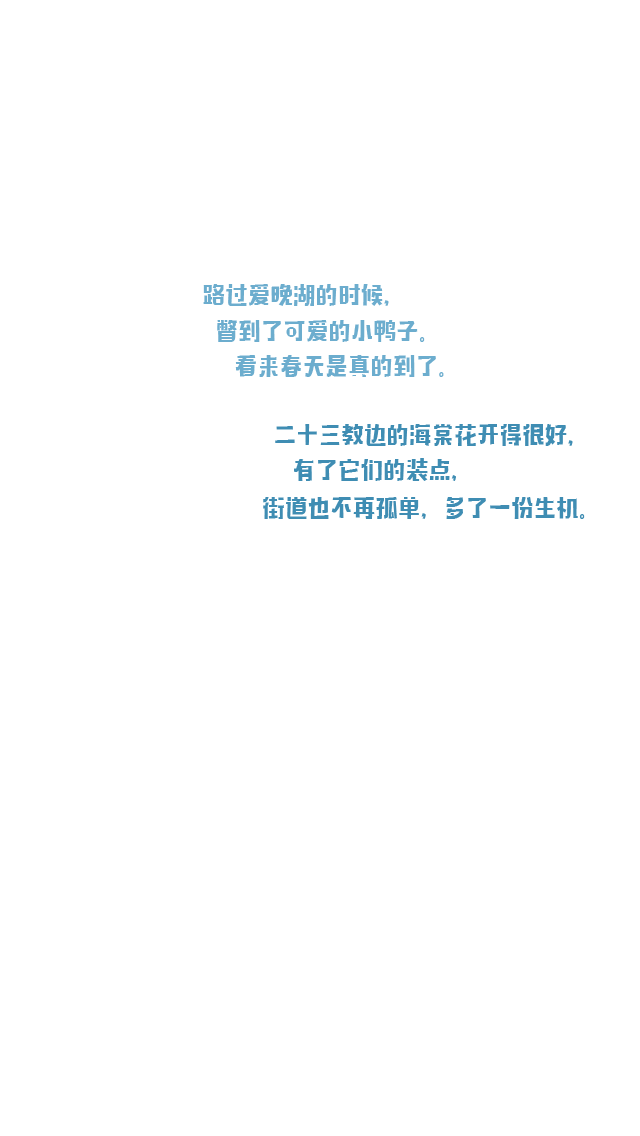 路过爱晚湖的时候,
瞥到了可爱的小鸭子。
看来春天是真的到了。
二十三教边的海棠花开得很好,
有了它们的装点,
街道也不再孤单, 多了一份生机。